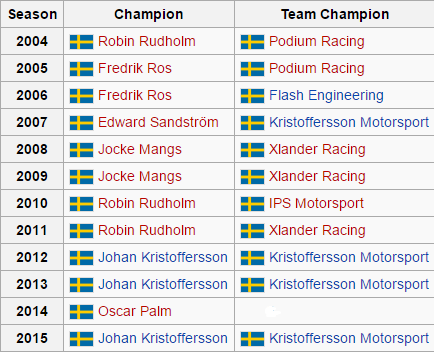 Season Champion Team Champion
2004 Robin Rudholm Podium Racing
2005 Fredrik Ros Podium Racing
2006 Fredrik Ros Flash Engineering
2007 Edward Sandström Kristoffersson Motorsport
2008 Jocke Mangs Xlander Racing
2009 Jocke Mangs Xlander Racing
2010 Robin Rudholm IPS Motorsport
2011 Robin Rudholm Xlander Racing
2012 Johan Kristoffersson Kristoffersson Motorsport
2013 Johan Kristoffersson Kristoffersson Motorsport
2014 Oscar Palm
2015 Johan Kristoffersson Kristoffersson Motorsport